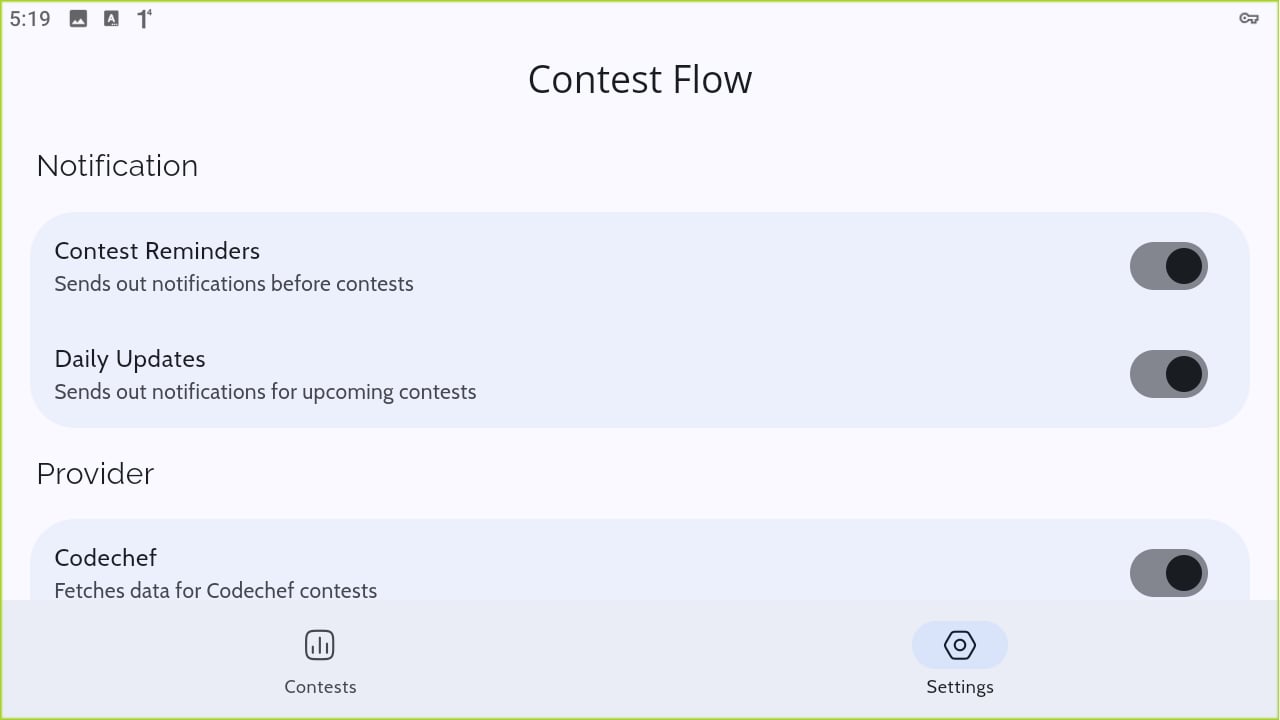 5:19
Contest Flow
Notification
Contest Reminders
Sends out notifications before contests
Daily Updates
Sends out notifications for upcoming contests
Provider
Codechef
Fetches data for Codechef contests
Contests
Settings